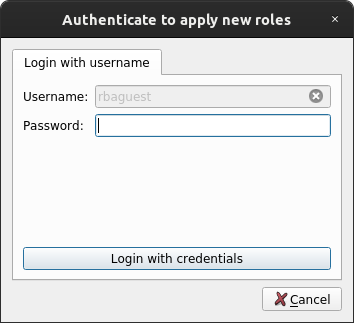 Authenticate to apply new roles
Login with username
Username: rbaguest
Password:
Login with credentials
Cancel